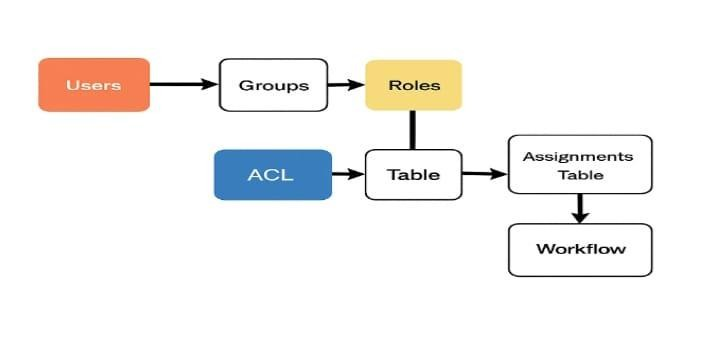 Users
Groups
Roles
ACL
Table
Assignments
Table
Workflow